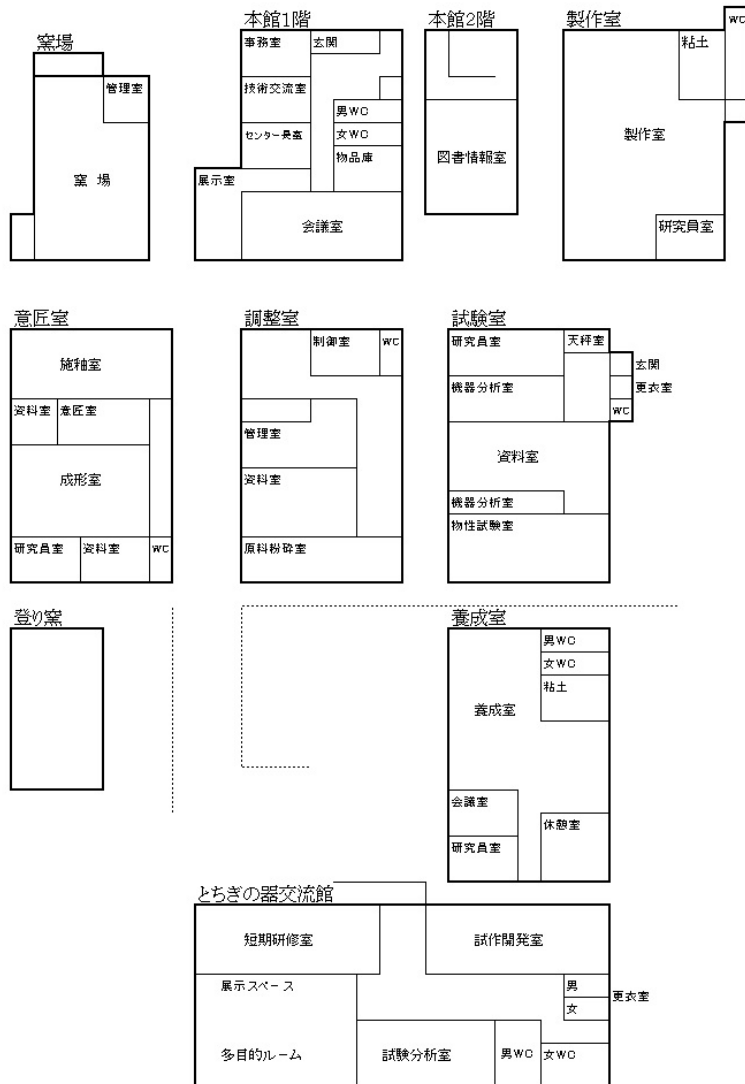 窯場
管理室
窯 場
本館1階
事務室
玄関
技術交流室
男WC
センター長室
女WC
物品庫
展示室
会議室
本館2階
図書情報室
製作室
WC
粘土
製作室
研究員室
意匠室
施釉室
資料室
意匠室
成形室
研究員室
資料室
WC
調整室
制御室
WC
管理室
資料室
原料粉砕室
試験室
研究員室
天秤室
玄関
機器分析室
更衣室
WC
資料室
機器分析室
物性試験室
登り窯
養成室
男WC
女WC
粘土
養成室
会議室
休憩室
研究員室
とちぎの器交流館
短期研修室
試作開発室
展示スペース
男
更衣室
女
多目的ルーム
試験分析室
男WC
女WC